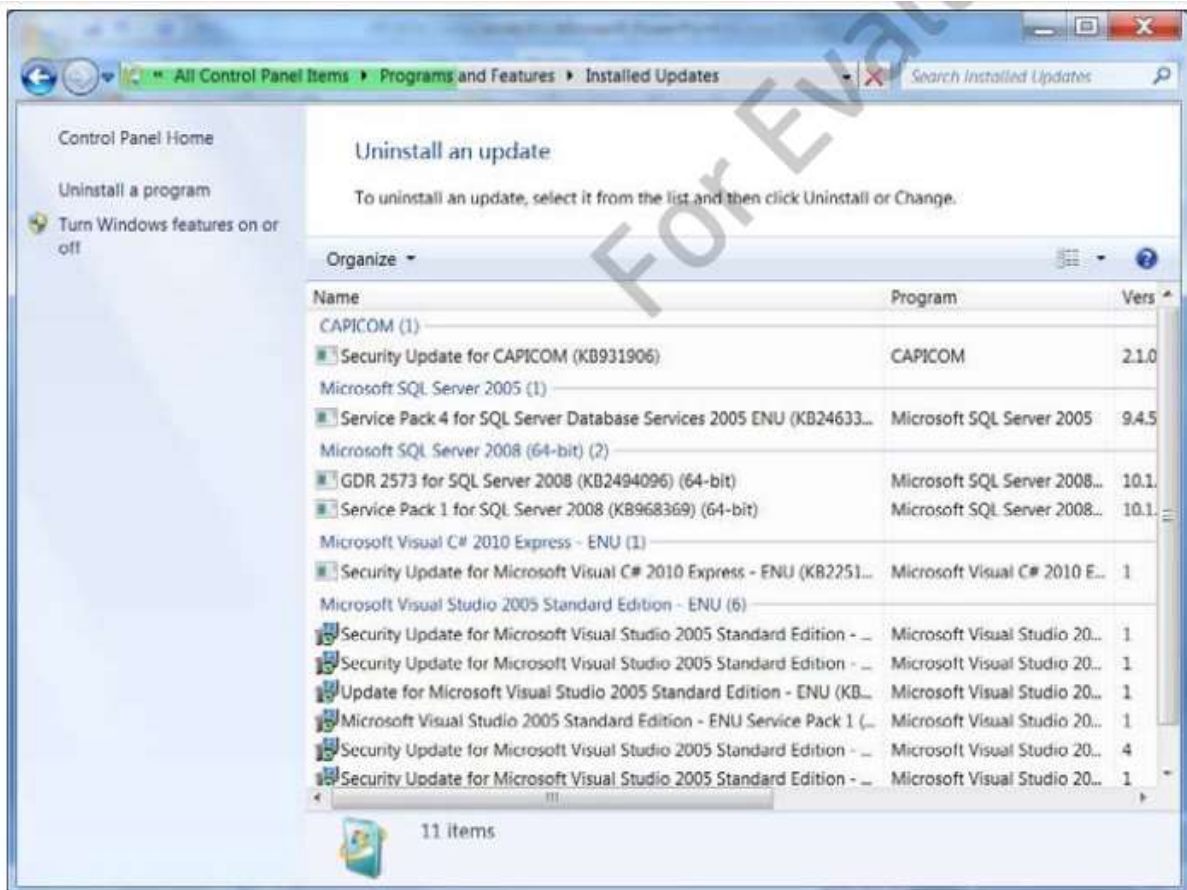 For Evalu
« All Control Panel Items ▸ Programs and Features ▸ Installed Updates
Search Installed Updates
Control Panel Home
Uninstall a program
Turn Windows features on or
off
Uninstall an update
To uninstall an update, select it from the list and then click Uninstall or Change.
Organize
Name Program Vers
CAPICOM (1)
Security Update for CAPICOM (KB931906) CAPICOM 2.1.0
Microsoft SQL Server 2005 (1)
Service Pack 4 for SQL Server Database Services 2005 ENU (KB24633... Microsoft SQL Server 2005 9.4.5
Microsoft SQL Server 2008 (64-bit) (2)
GDR 2573 for SQL Server 2008 (KB2494096) (64-bit) Microsoft SQL Server 2008... 10.1.
Service Pack 1 for SQL Server 2008 (KB968369) (64-bit) Microsoft SQL Server 2008... 10.1.
Microsoft Visual C# 2010 Express - ENU (1)
Security Update for Microsoft Visual C# 2010 Express - ENU (KB2251... Microsoft Visual C# 2010 E... 1
Microsoft Visual Studio 2005 Standard Edition - ENU (6)
Security Update for Microsoft Visual Studio 2005 Standard Edition - ... Microsoft Visual Studio 20... 1
Security Update for Microsoft Visual Studio 2005 Standard Edition - ... Microsoft Visual Studio 20... 1
Update for Microsoft Visual Studio 2005 Standard Edition - ENU (KB... Microsoft Visual Studio 20... 1
Microsoft Visual Studio 2005 Standard Edition - ENU Service Pack 1 (... Microsoft Visual Studio 20... 1
Security Update for Microsoft Visual Studio 2005 Standard Edition - ... Microsoft Visual Studio 20... 4
Security Update for Microsoft Visual Studio 2005 Standard Edition - ... Microsoft Visual Studio 20... 1
11 items